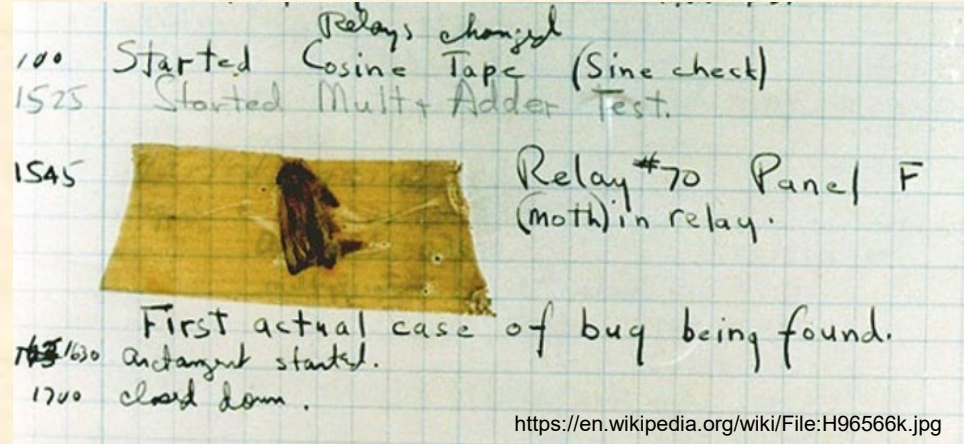 Relays changed
1100 Started Cosine Tape (Sine check)
1525 Started Mult + Adder Test.
1545 Relay #70 Panel F
(moth) in relay.
First actual case of bug being found.
1630 arctangent started.
1700 closed down.
https://en.wikipedia.org/wiki/File:H96566k.jpg